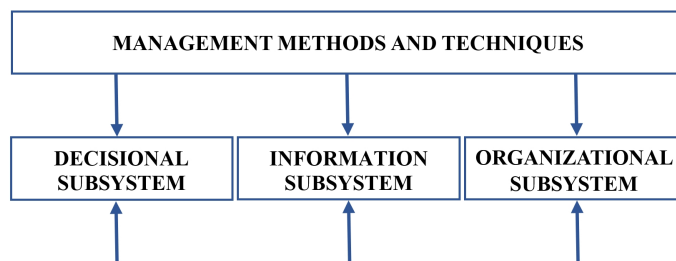 MANAGEMENT METHODS AND TECHNIQUES
DECISIONAL
SUBSYSTEM
INFORMATION
SUBSYSTEM
ORGANIZATIONAL
SUBSYSTEM